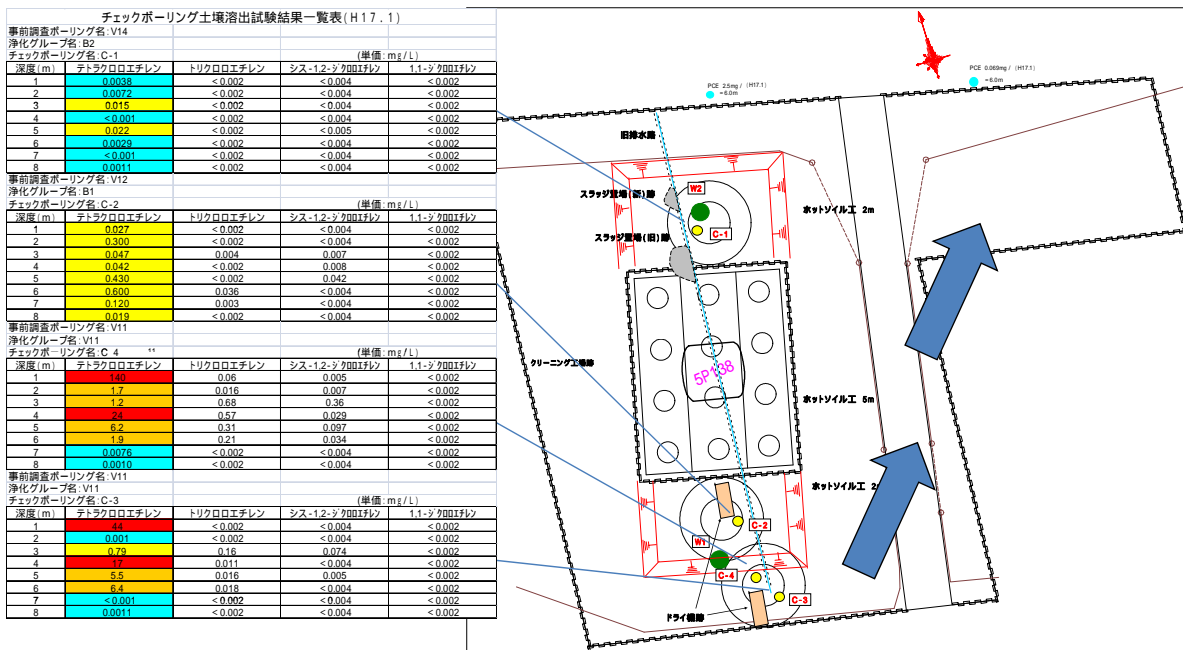 チェックボーリング土壌溶出試験結果一覧表(H17.1)
事前調査ボーリング名:V14
浄化グループ名:B2
チェックボーリング名:C-1 (単価:mg/L)
深度(m) テトラクロロエチレン トリクロロエチレン シス-1,2-ジクロロエチレン 1,1-ジクロロエチレン
1 0.0038 <0.002 <0.004 <0.002
2 0.0072 <0.002 <0.004 <0.002
3 0.015 <0.002 <0.004 <0.002
4 <0.001 <0.002 <0.004 <0.002
5 0.022 <0.002 <0.005 <0.002
6 0.0029 <0.002 <0.004 <0.002
7 <0.001 <0.002 <0.004 <0.002
8 0.0011 <0.002 <0.004 <0.002
事前調査ボーリング名:V12
浄化グループ名:B1
チェックボーリング名:C-2
深度(m) テトラクロロエチレン トリクロロエチレン シス-1,2-ジクロロエチレン 1,1-ジクロロエチレン
1 0.027 <0.002 <0.004 <0.002
2 0.300 <0.002 <0.004 <0.002
3 0.047 0.004 0.007 <0.002
4 0.042 <0.002 0.008 <0.002
5 0.430 <0.002 0.042 <0.002
6 0.600 0.036 <0.004 <0.002
7 0.120 0.003 <0.004 <0.002
8 0.019 <0.002 <0.004 <0.002
事前調査ボーリング名:V11
浄化グループ名:V11
チェックボーリング名:C 4 (単価:mg/L)
深度(m) テトラクロロエチレン トリクロロエチレン シス-1,2-ジクロロエチレン 1,1-ジクロロエチレン
1 140 0.06 0.005 <0.002
2 1.7 0.016 0.007 <0.002
3 1.2 0.68 0.36 <0.002
4 24 0.57 0.029 <0.002
5 6.2 0.31 0.097 <0.002
6 1.9 0.21 0.034 <0.002
7 0.0076 <0.002 <0.004 <0.002
8 0.0010 <0.002 <0.004 <0.002
事前調査ボーリング名:V11
浄化グループ名:V11
チェックボーリング名:C-3 (単価:mg/L)
深度(m) テトラクロロエチレン トリクロロエチレン シス-1,2-ジクロロエチレン 1,1-ジクロロエチレン
1 44 <0.002 <0.004 <0.002
2 0.001 <0.002 <0.004 <0.002
3 0.79 0.16 0.074 <0.002
4 17 0.011 <0.004 <0.002
5 5.5 0.016 0.005 <0.002
6 6.4 0.018 <0.004 <0.002
7 <0.001 <0.002 <0.004 <0.002
8 0.0011 <0.002 <0.004 <0.002
PCE 2.5mg / (H17.1)
=6.0m
PCE 0.069mg / (H17.1)
=6.0m
旧排水路
スラッジ置場(新)跡
W2
C-1
ホットソイル工 2m
スラッジ置場(旧)跡
クリーニング工場跡
5P138
ホットソイル工 5m
ホットソイル工 2
C-2
W1
C-4
C-3
ドライ機跡